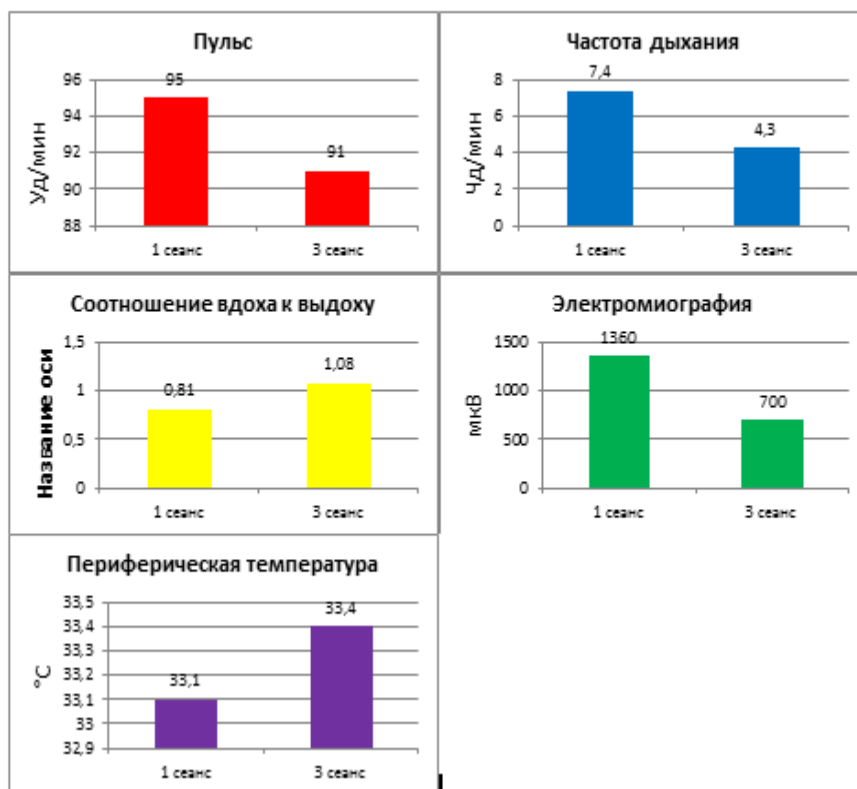 Пульс
Уд/мин
96
94
92
90
88
95
91
1 сеанс
3 сеанс
Частота дыхания
Чд/мин
8
6
4
2
0
7,4
4,3
1 сеанс
3 сеанс
Соотношение вдоха к выдоху
Название оси
1,5
1
0,5
0
0,81
1,08
1 сеанс
3 сеанс
Электромиография
мкВ
1500
1000
500
0
1360
700
1 сеанс
3 сеанс
Периферическая температура
°С
33,5
33,4
33,3
33,2
33,1
33
32,9
33,1
33,4
1 сеанс
3 сеанс